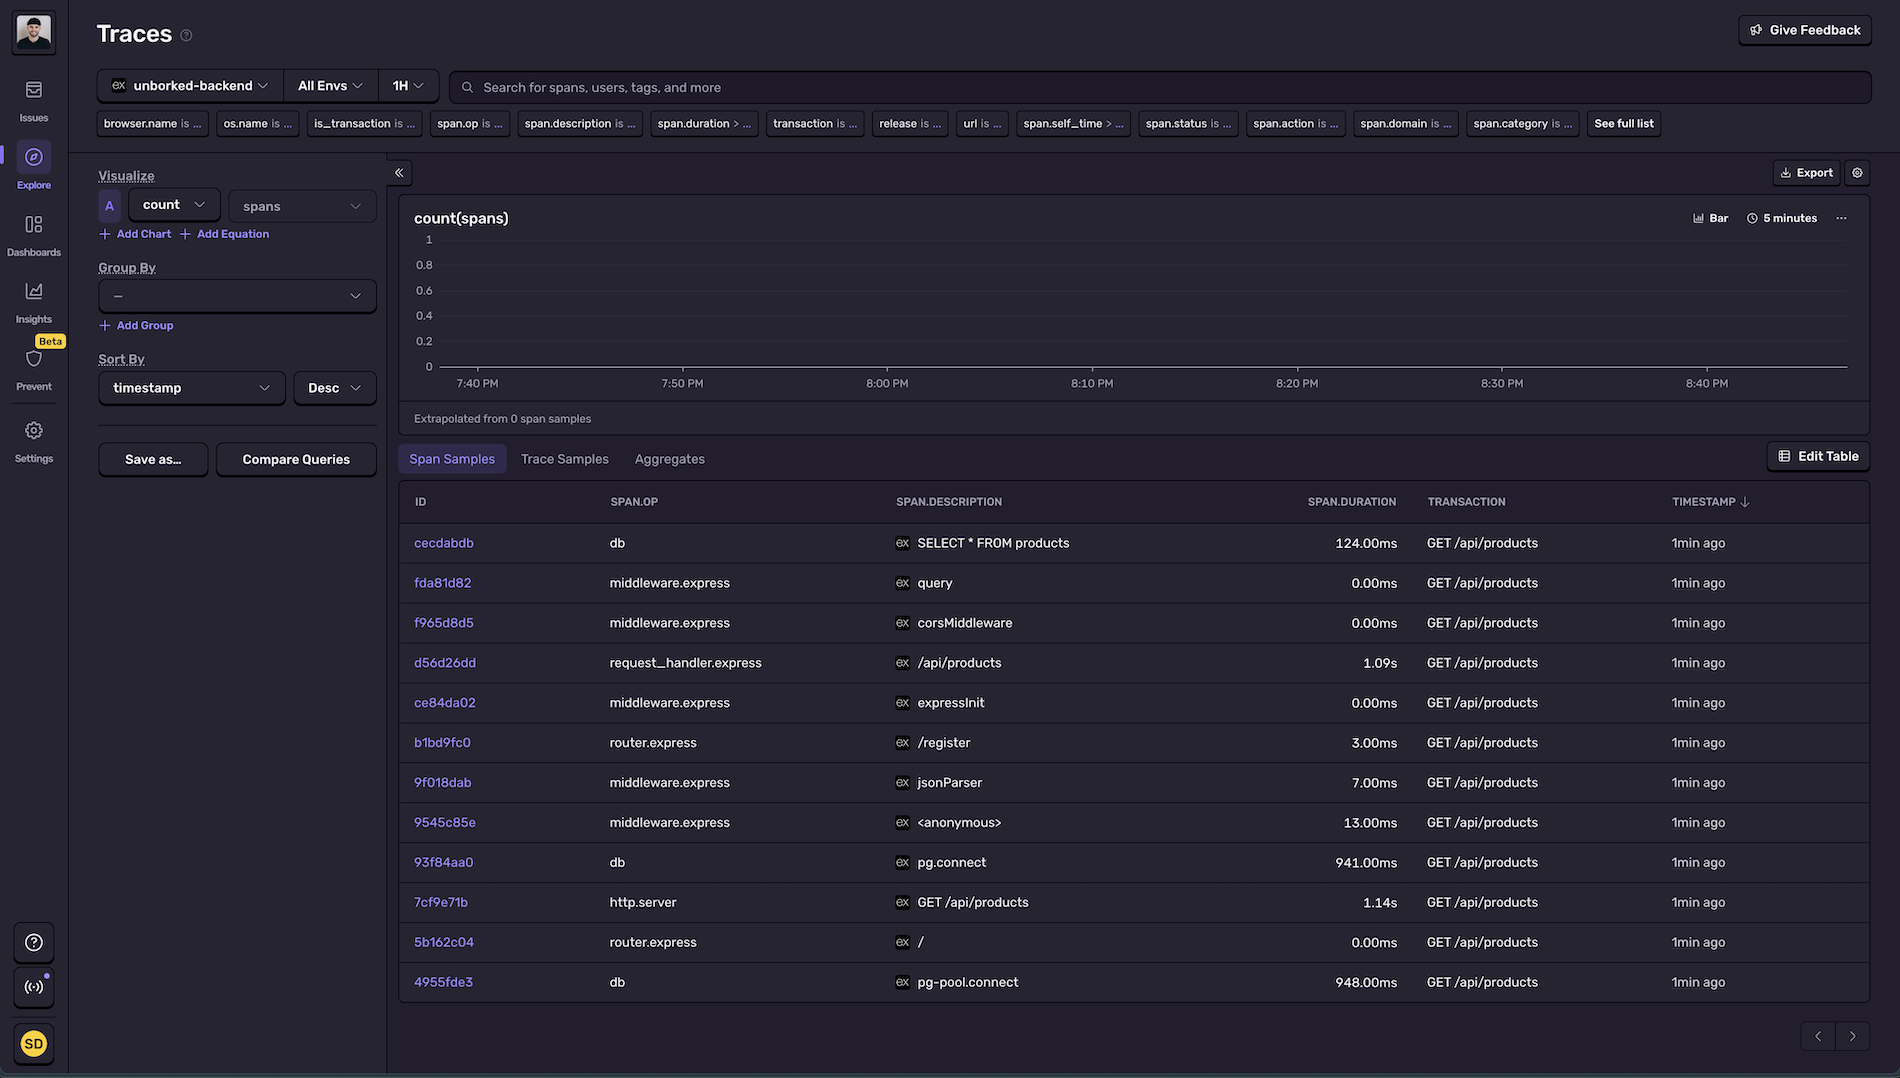 Traces
Give Feedback
ex unborked-backend All Envs 1H Search for spans, users, tags, and more
browser.name is ... os.name is ... is_transaction is ... span.op is ... span.description is ... span.duration > ... transaction is ... release is ... url is ... span.self_time > ... span.status is ... span.action is ... span.domain is ... span.category is ... See full list
Issues
Explore
Dashboards
Insights
Beta
Prevent
Settings
SD
Visualize
A count spans
+ Add Chart + Add Equation
Group By
—
+ Add Group
Sort By
timestamp Desc
Save as... Compare Queries
Export
count(spans)
Bar 5 minutes ...
1
0.8
0.6
0.4
0.2
0
7:40 PM 7:50 PM 8:00 PM 8:10 PM 8:20 PM 8:30 PM 8:40 PM
Extrapolated from 0 span samples
Span Samples Trace Samples Aggregates Edit Table
ID SPAN.OP SPAN.DESCRIPTION SPAN.DURATION TRANSACTION TIMESTAMP ↓
cecdabdb db ex SELECT * FROM products 124.00ms GET /api/products 1min ago
fda81d82 middleware.express ex query 0.00ms GET /api/products 1min ago
f965d8d5 middleware.express ex corsMiddleware 0.00ms GET /api/products 1min ago
d56d26dd request_handler.express ex /api/products 1.09s GET /api/products 1min ago
ce84da02 middleware.express ex expressInit 0.00ms GET /api/products 1min ago
b1bd9fc0 router.express ex /register 3.00ms GET /api/products 1min ago
9f018dab middleware.express ex jsonParser 7.00ms GET /api/products 1min ago
9545c85e middleware.express ex <anonymous> 13.00ms GET /api/products 1min ago
93f84aa0 db ex pg.connect 941.00ms GET /api/products 1min ago
7cf9e71b http.server ex GET /api/products 1.14s GET /api/products 1min ago
5b162c04 router.express ex / 0.00ms GET /api/products 1min ago
4955fde3 db ex pg-pool.connect 948.00ms GET /api/products 1min ago